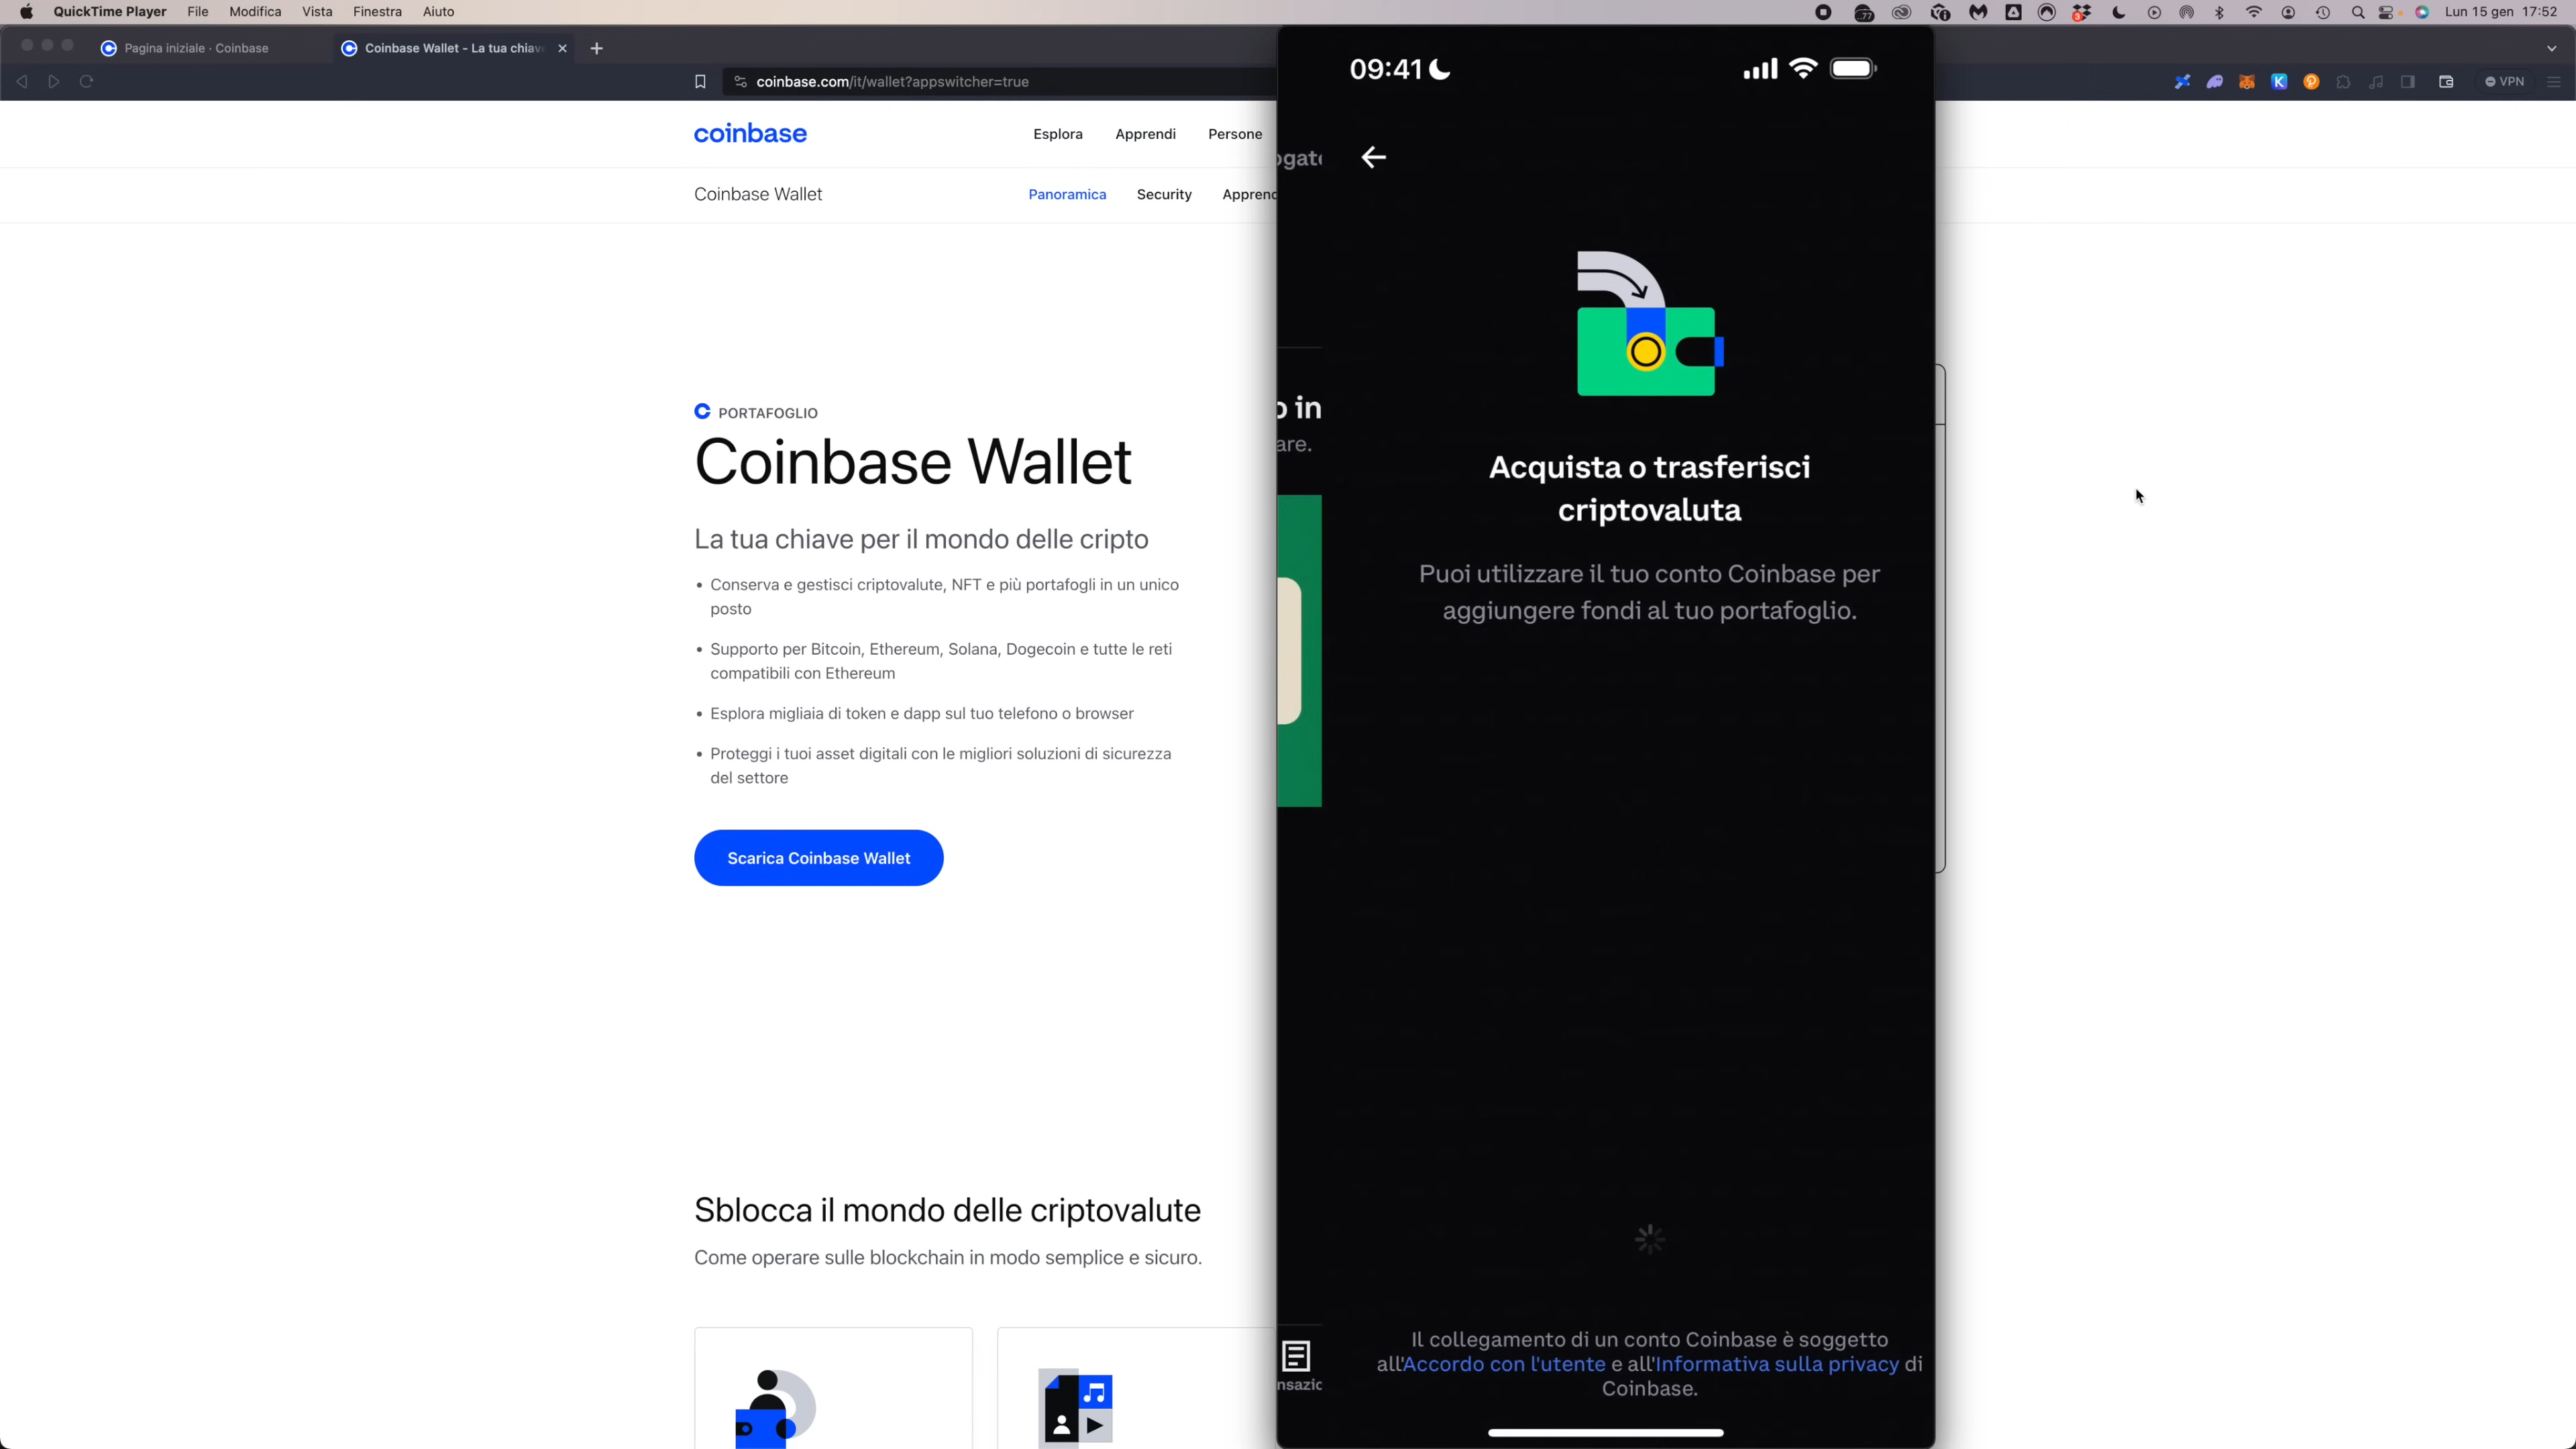 QuickTime Player File Modifica Vista Finestra Aiuto
77
3
Lun 15 gen 17:52
Pagina iniziale · Coinbase
Coinbase Wallet - La tua chiav
coinbase.com/it/wallet?appswitcher=true
K
VPN
coinbase
Esplora Apprendi Persone
Coinbase Wallet
Panoramica Security Apprend
PORTAFOGLIO
Coinbase Wallet
La tua chiave per il mondo delle cripto
• Conserva e gestisci criptovalute, NFT e più portafogli in un unico
posto
• Supporto per Bitcoin, Ethereum, Solana, Dogecoin e tutte le reti
compatibili con Ethereum
• Esplora migliaia di token e dapp sul tuo telefono o browser
• Proteggi i tuoi asset digitali con le migliori soluzioni di sicurezza
del settore
Scarica Coinbase Wallet
Sblocca il mondo delle criptovalute
Come operare sulle blockchain in modo semplice e sicuro.
09:41
ogato
o in
are.
Acquista o trasferisci
criptovaluta
Puoi utilizzare il tuo conto Coinbase per
aggiungere fondi al tuo portafoglio.
Il collegamento di un conto Coinbase è soggetto
all'Accordo con l'utente e all'Informativa sulla privacy di
Coinbase.
nsazic